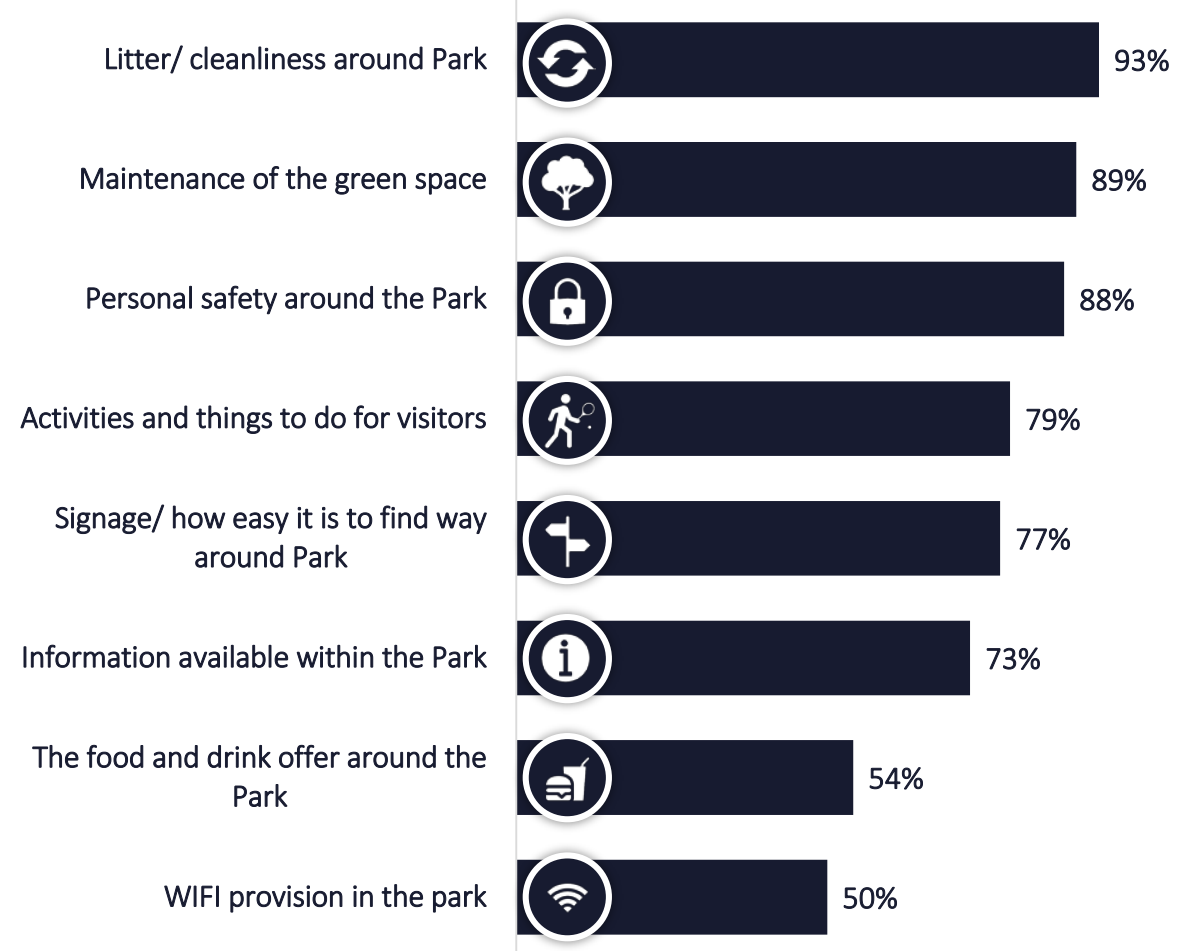 Litter/ cleanliness around Park
93%
Maintenance of the green space
89%
Personal safety around the Park
88%
Activities and things to do for visitors
79%
Signage/ how easy it is to find way
around Park
77%
Information available within the Park
73%
The food and drink offer around the
Park
54%
WIFI provision in the park
50%